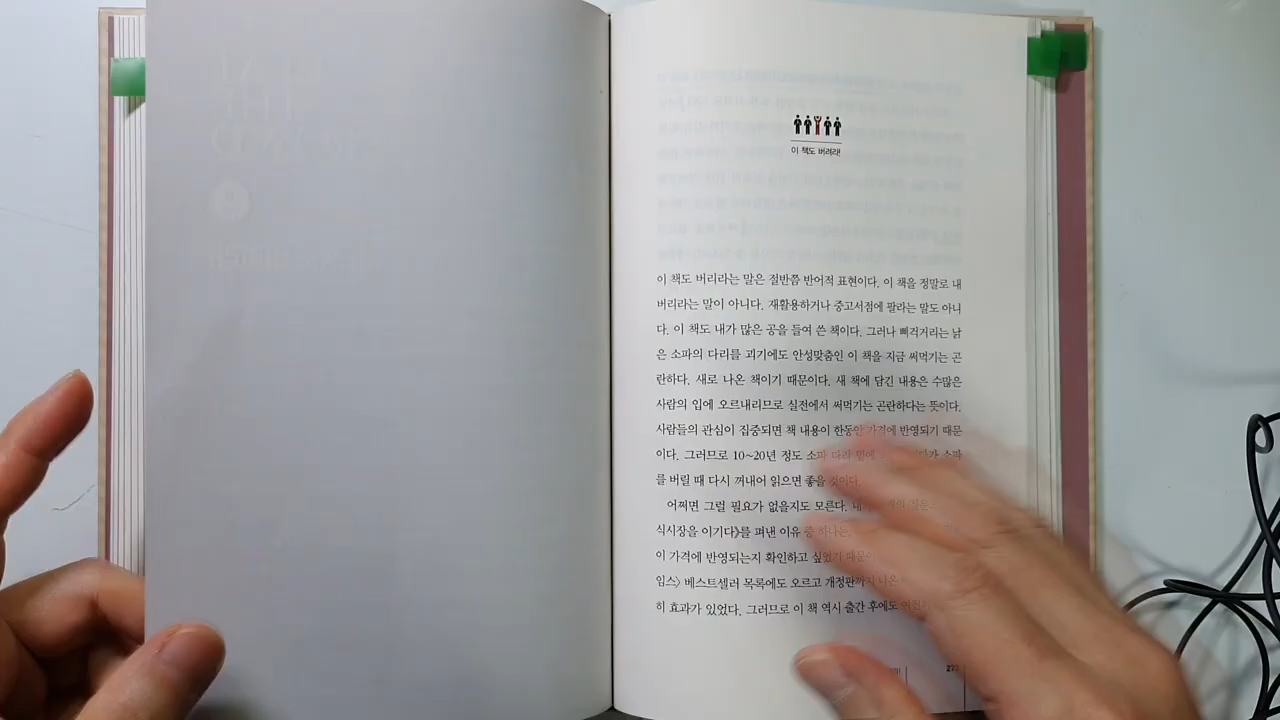 이 책도 버려라!
이 책도 버리라는 말은 절반쯤 반어적 표현이다. 이 책을 정말로 내
버리라는 말이 아니다. 재활용하거나 중고서점에 팔라는 말도 아니
다. 이 책도 내가 많은 공을 들여 쓴 책이다. 그러나 삐걱거리는 낡
은 소파의 다리를 괴기에도 안성맞춤인 이 책을 지금 써먹기는 곤
란하다. 새로 나온 책이기 때문이다. 새 책에 담긴 내용은 수많은
사람의 입에 오르내리므로 실전에서 써먹기는 곤란하다는 뜻이다.
사람들의 관심이 집중되면 책 내용이 한동안 가격에 반영되기 때문
이다. 그러므로 10~20년 정도 소파 다리 밑에 소파
를 버릴 때 다시 꺼내어 읽으면 좋을 것이다.
어쩌면 그럴 필요가 없을지도 모른다.
식시장을 이기다》를 펴낸 이유 중 하나는
이 가격에 반영되는지 확인하고 싶었기 때문이
임스〉 베스트셀러 목록에도 오르고 개정판까지 나온
히 효과가 있었다. 그러므로 이 책 역시 출간 후에도